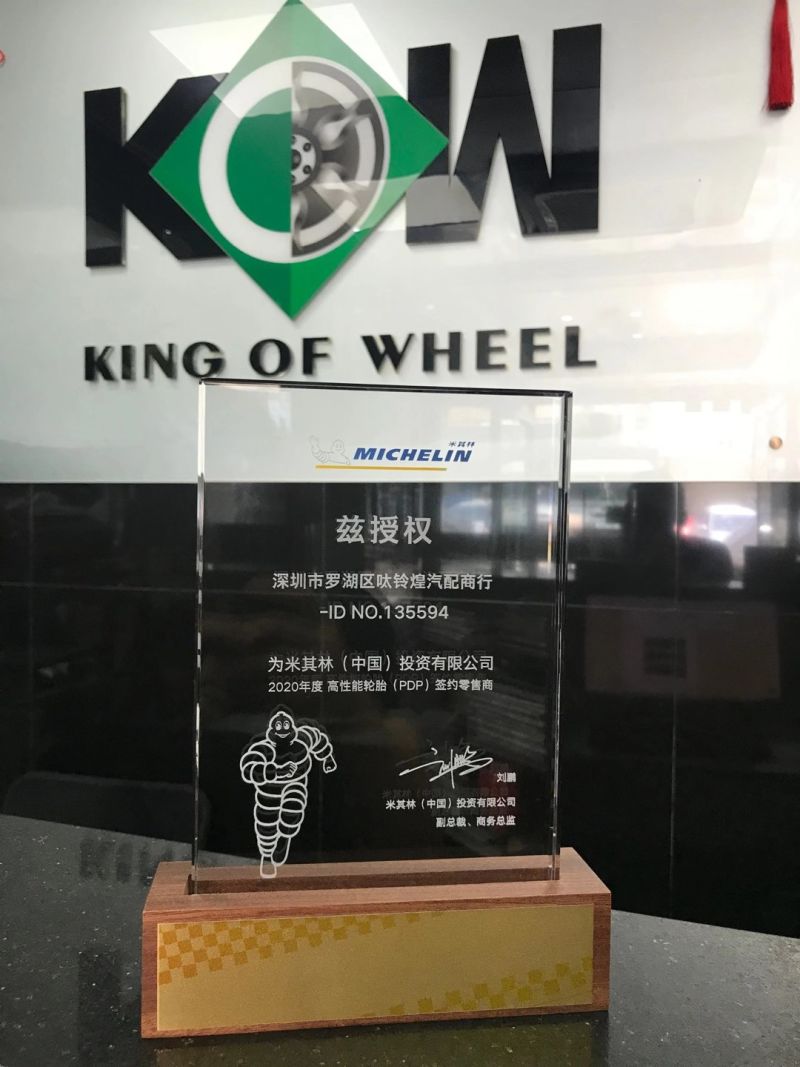 KOW
KING OF WHEEL
米其林
MICHELIN
兹授权
深圳市罗湖区呔铃煌汽配商行
-ID NO.135594
为米其林（中国）投资有限公司
2020年度 高性能轮胎（PDP）签约零售商
刘鹏
米其林（中国）投资有限公司
副总裁、商务总监